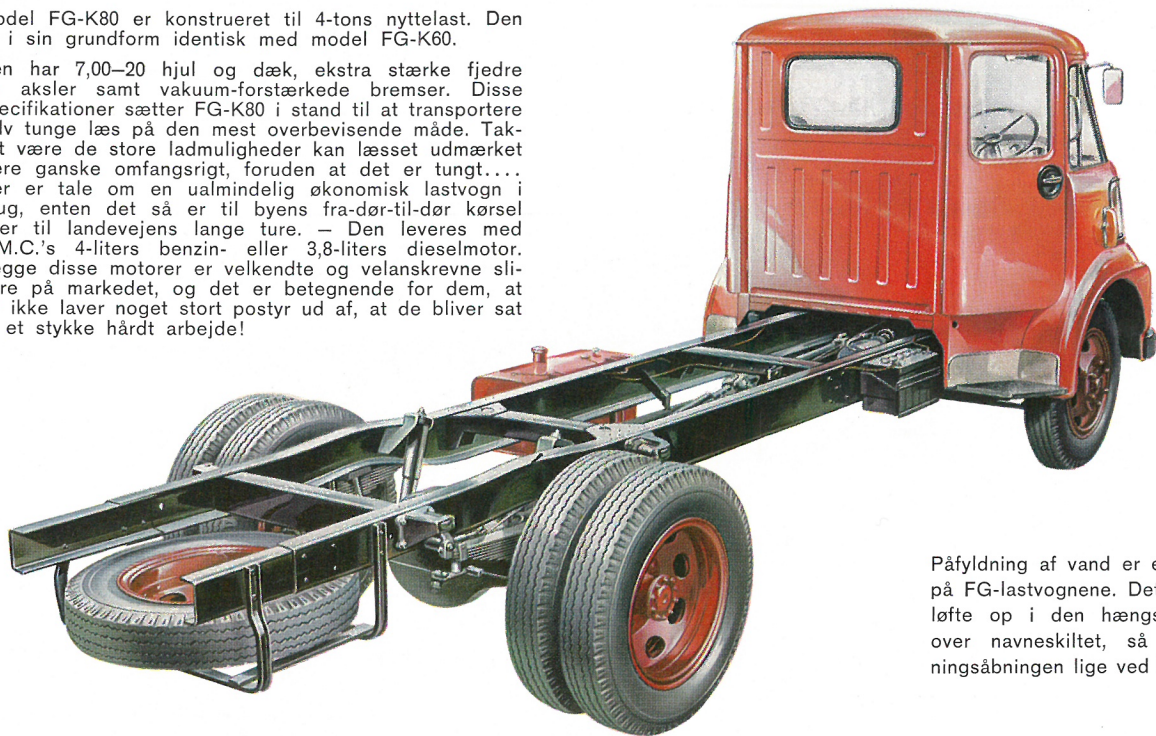 odel FG-K80 er konstrueret til 4-tons nyttelast. Den
i sin grundform identisk med model FG-K60.
en har 7,00–20 hjul og dæk, ekstra stærke fjedre
aksler samt vakuum-forstærkede bremser. Disse
ecifikationer sætter FG-K80 i stand til at transportere
lv tunge læs på den mest overbevisende måde. Tak-
t være de store ladmuligheder kan læsset udmærket
ere ganske omfangsrigt, foruden at det er tungt....
er er tale om en ualmindelig økonomisk lastvogn i
ug, enten det så er til byens fra-dør-til-dør kørsel
er til landevejens lange ture. — Den leveres med
M.C.'s 4-liters benzin- eller 3,8-liters dieselmotor.
egge disse motorer er velkendte og velanskrevne sli-
re på markedet, og det er betegnende for dem, at
ikke laver noget stort postyr ud af, at de bliver sat
et stykke hårdt arbejde!
Påfyldning af vand er e
på FG-lastvognene. Det
løfte op i den hængs
over navneskiltet, så
ningsåbningen lige ved